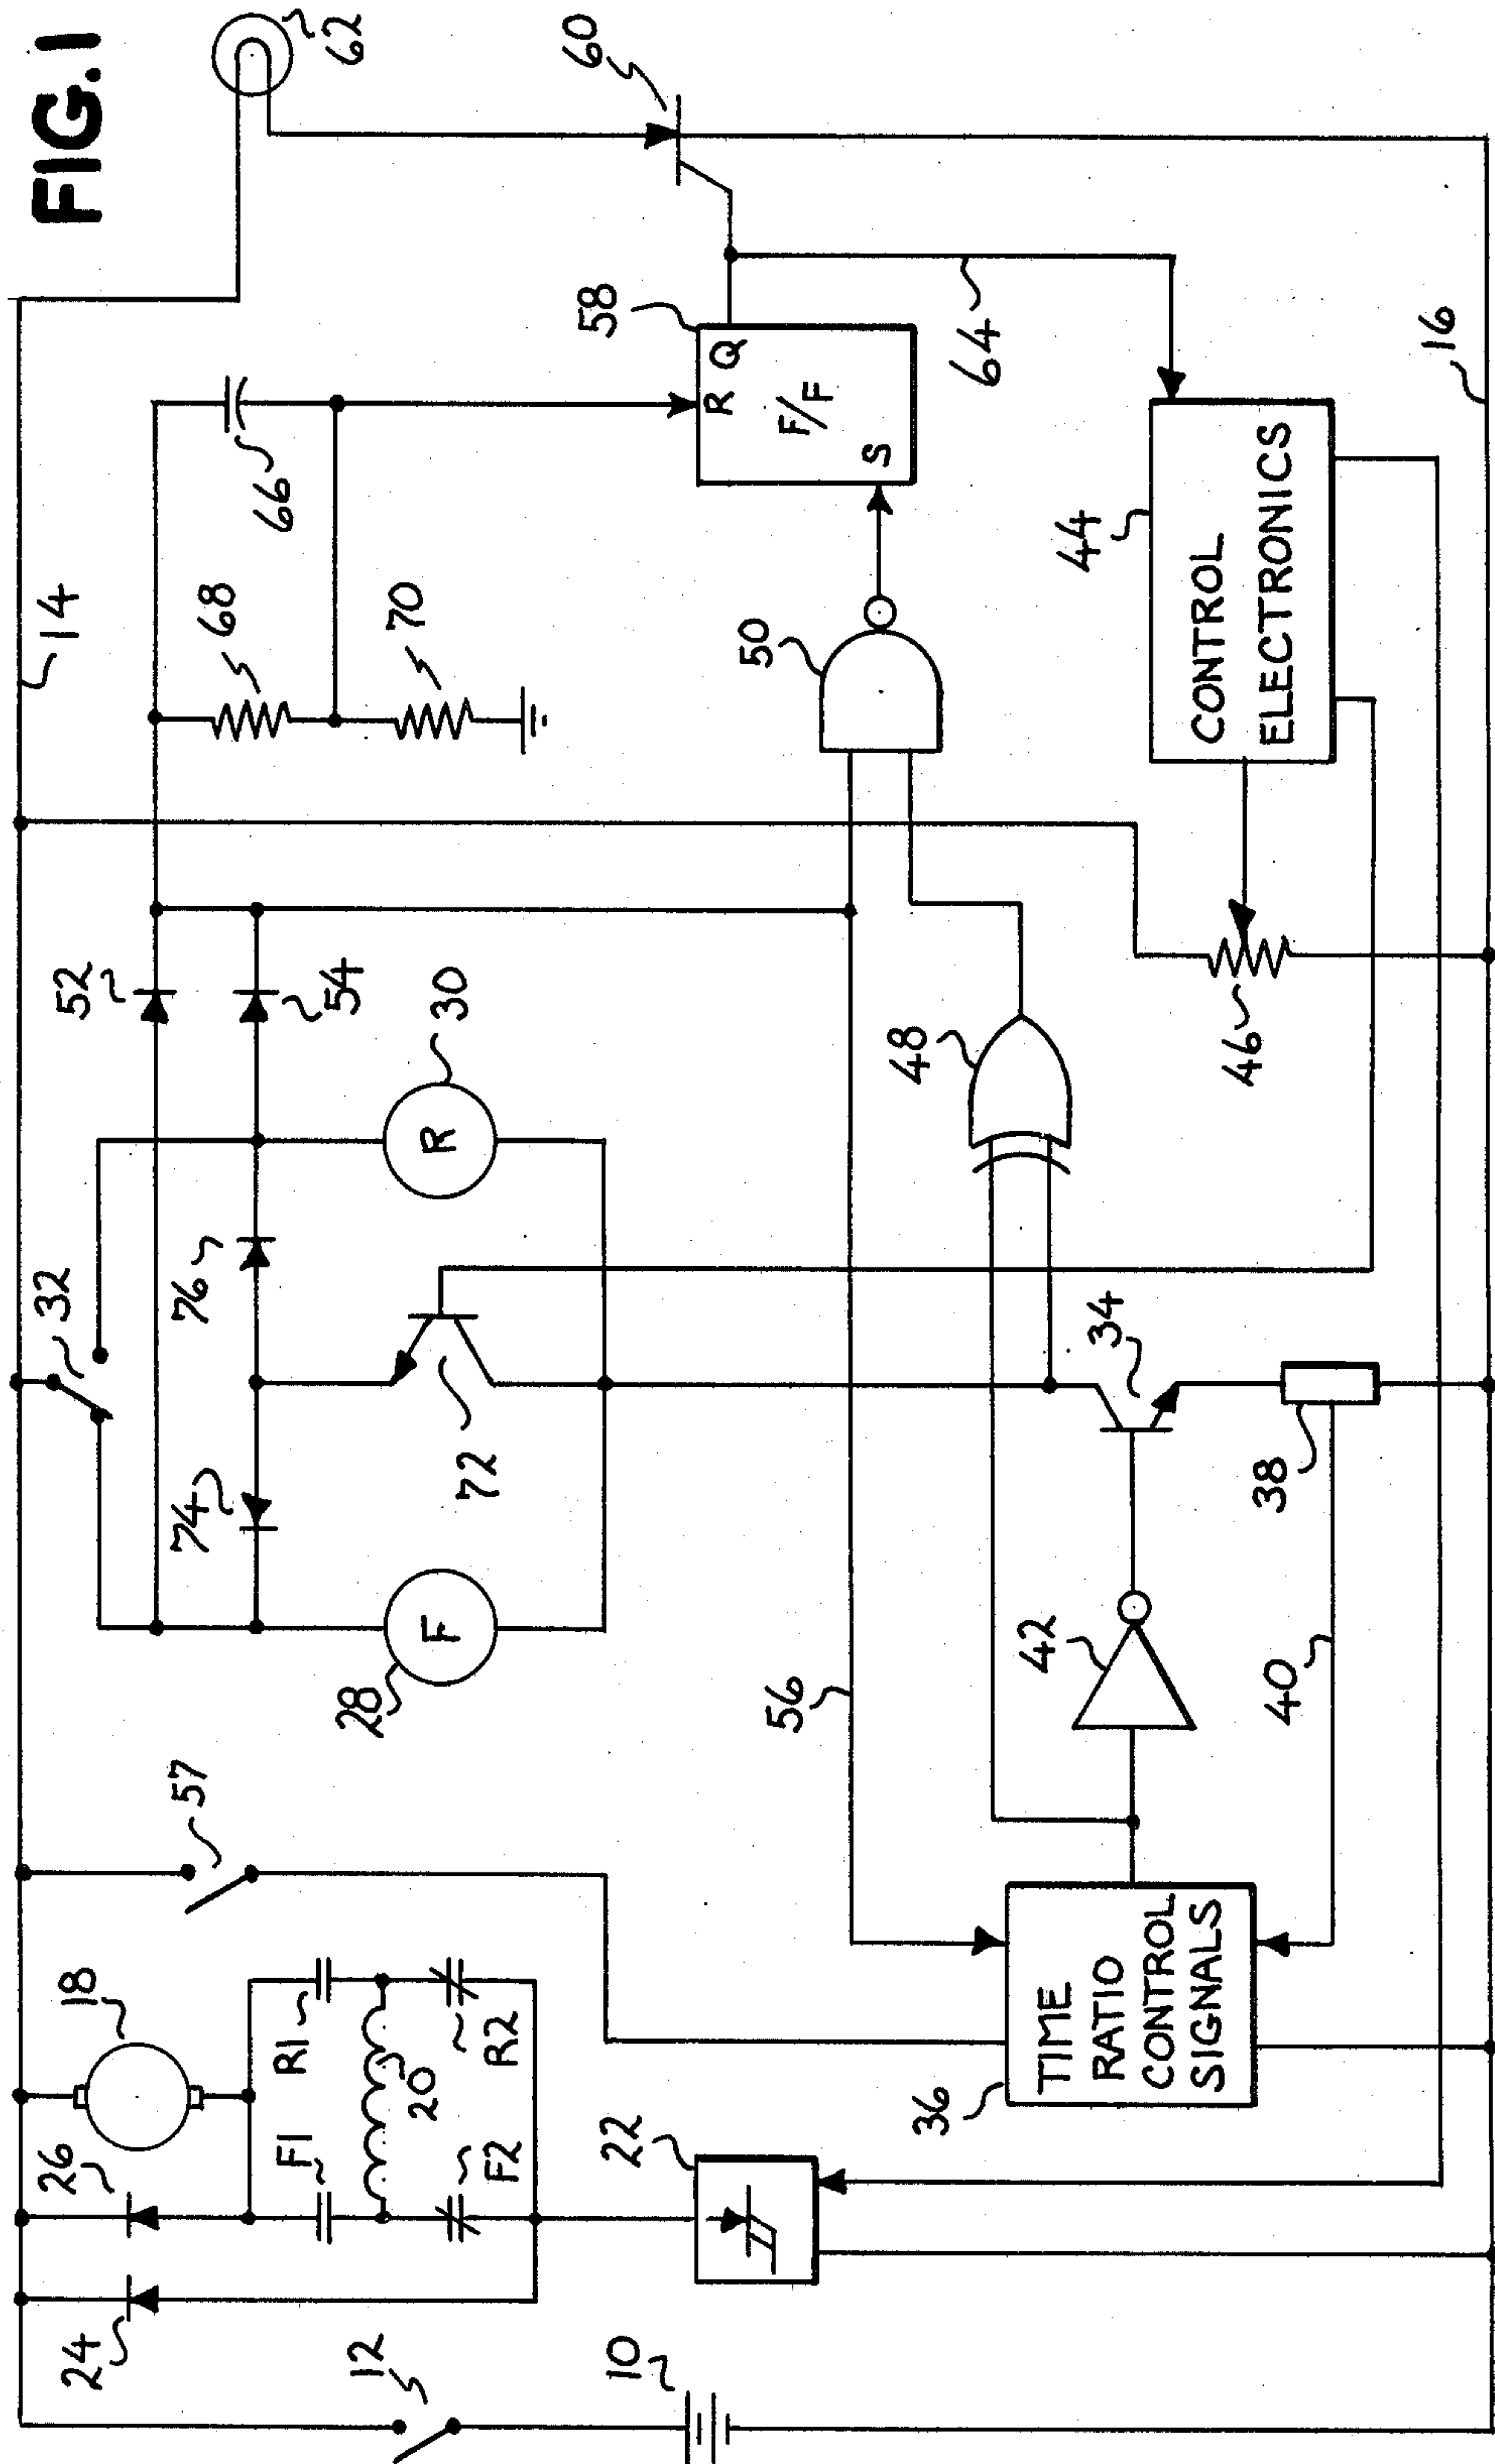 FIG.1
62
60
14
66
68
70
58
R Q
F/F
S
50
64
16
44
CONTROL
ELECTRONICS
52
54
30
R
32
76
74
72
F
28
48
46
34
38
42
40
56
57
18
R1
R2
20
26
F1
F2
24
22
36
TIME
RATIO
CONTROL
SIGNALS
12
10